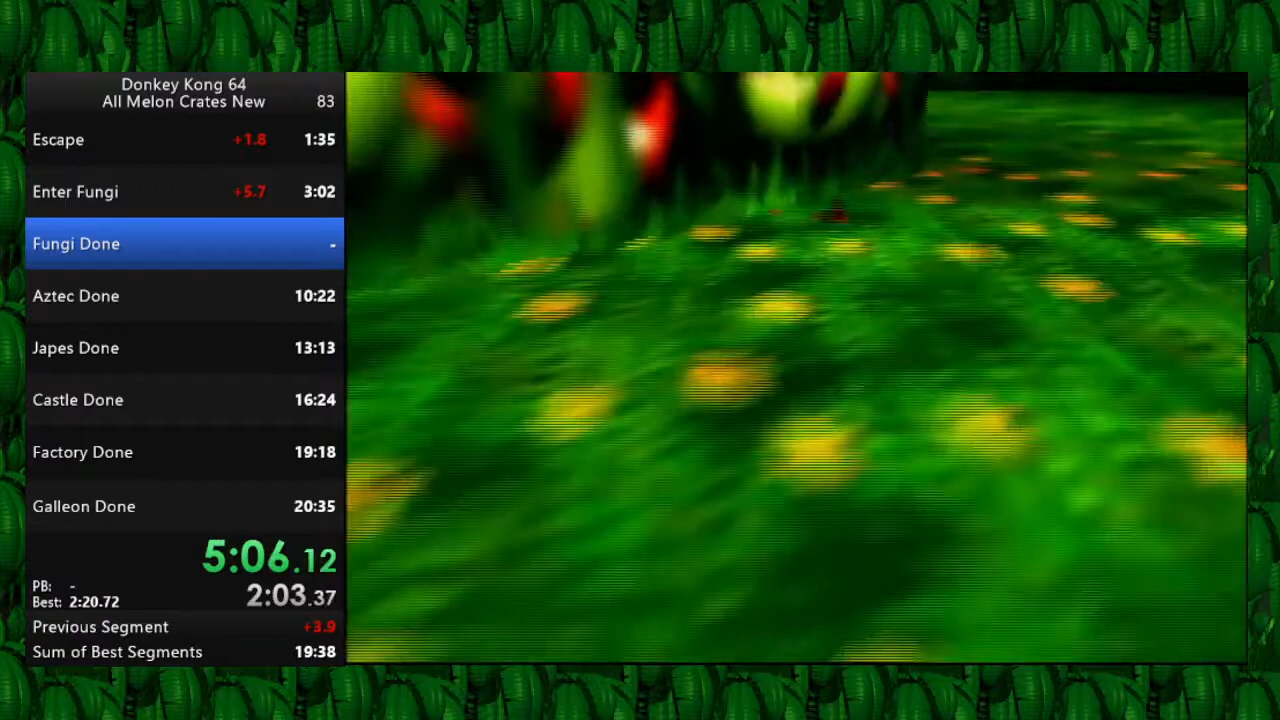 Donkey Kong 64
All Melon Crates New 83
Escape +1.8 1:35
Enter Fungi +5.7 3:02
Fungi Done -
Aztec Done 10:22
Japes Done 13:13
Castle Done 16:24
Factory Done 19:18
Galleon Done 20:35
5:06.12
PB: -
Best: 2:20.72 2:03.37
Previous Segment +3.9
Sum of Best Segments 19:38